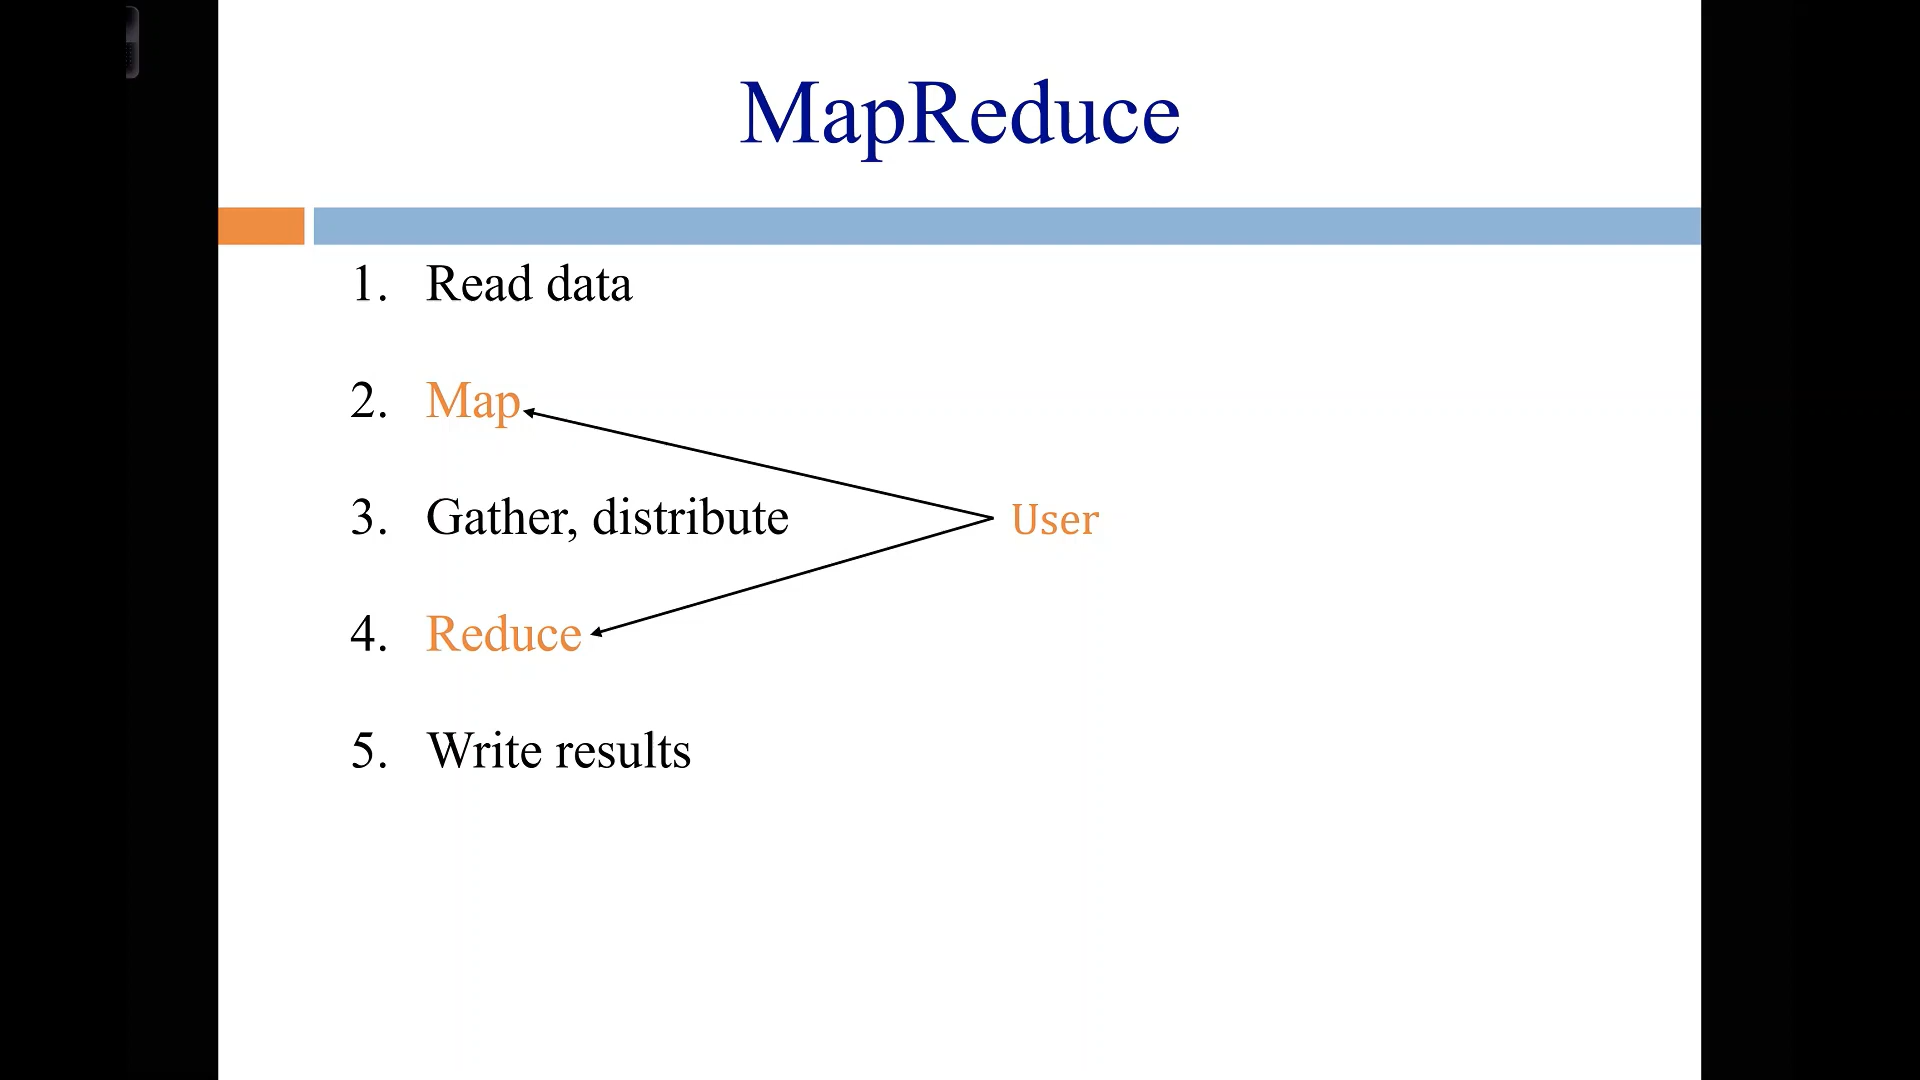 MapReduce
1. Read data
2. Map
3. Gather, distribute
User
4. Reduce
5. Write results